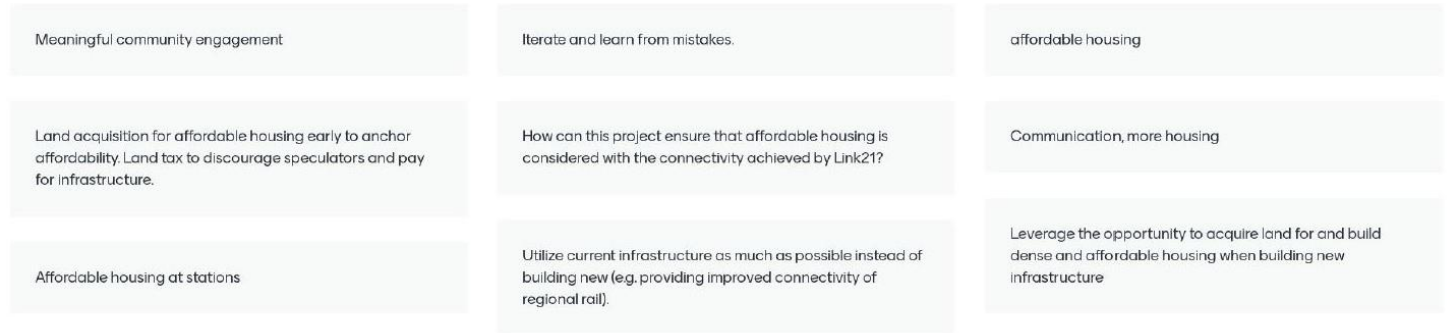 Meaningful community engagement
Land acquisition for affordable housing early to anchor
affordability. Land tax to discourage speculators and pay
for infrastructure.
Affordable housing at stations
Iterate and learn from mistakes.
How can this project ensure that affordable housing is
considered with the connectivity achieved by Link21?
Utilize current infrastructure as much as possible instead of
building new (e.g. providing improved connectivity of
regional rail).
affordable housing
Communication, more housing
Leverage the opportunity to acquire land for and build
dense and affordable housing when building new
infrastructure